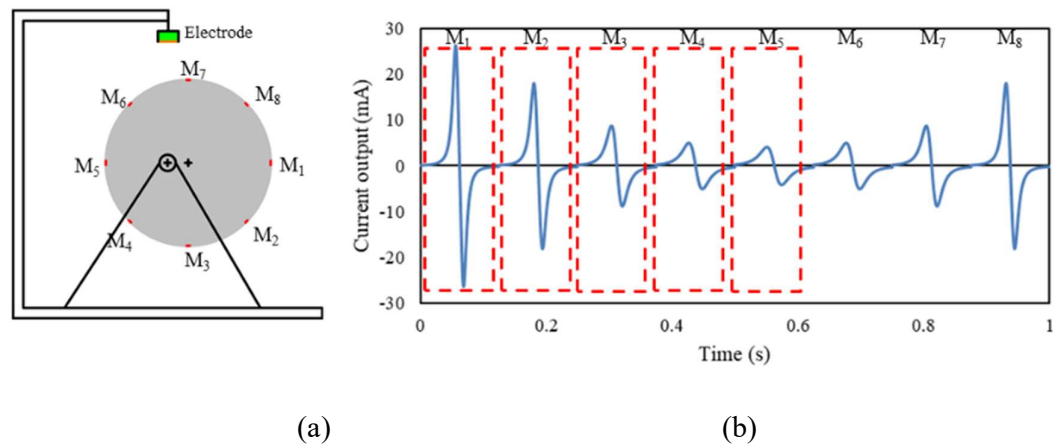 Electrode
M₇
M₆
M₈
M₅
M₁
M₄
M₂
M₃
(a)
M₁
M₂
M₃
M₄
M₅
M₆
M₇
M₈
Current output (mA)
30
20
10
0
-10
-20
-30
0
0.2
0.4
0.6
0.8
1
Time (s)
(b)